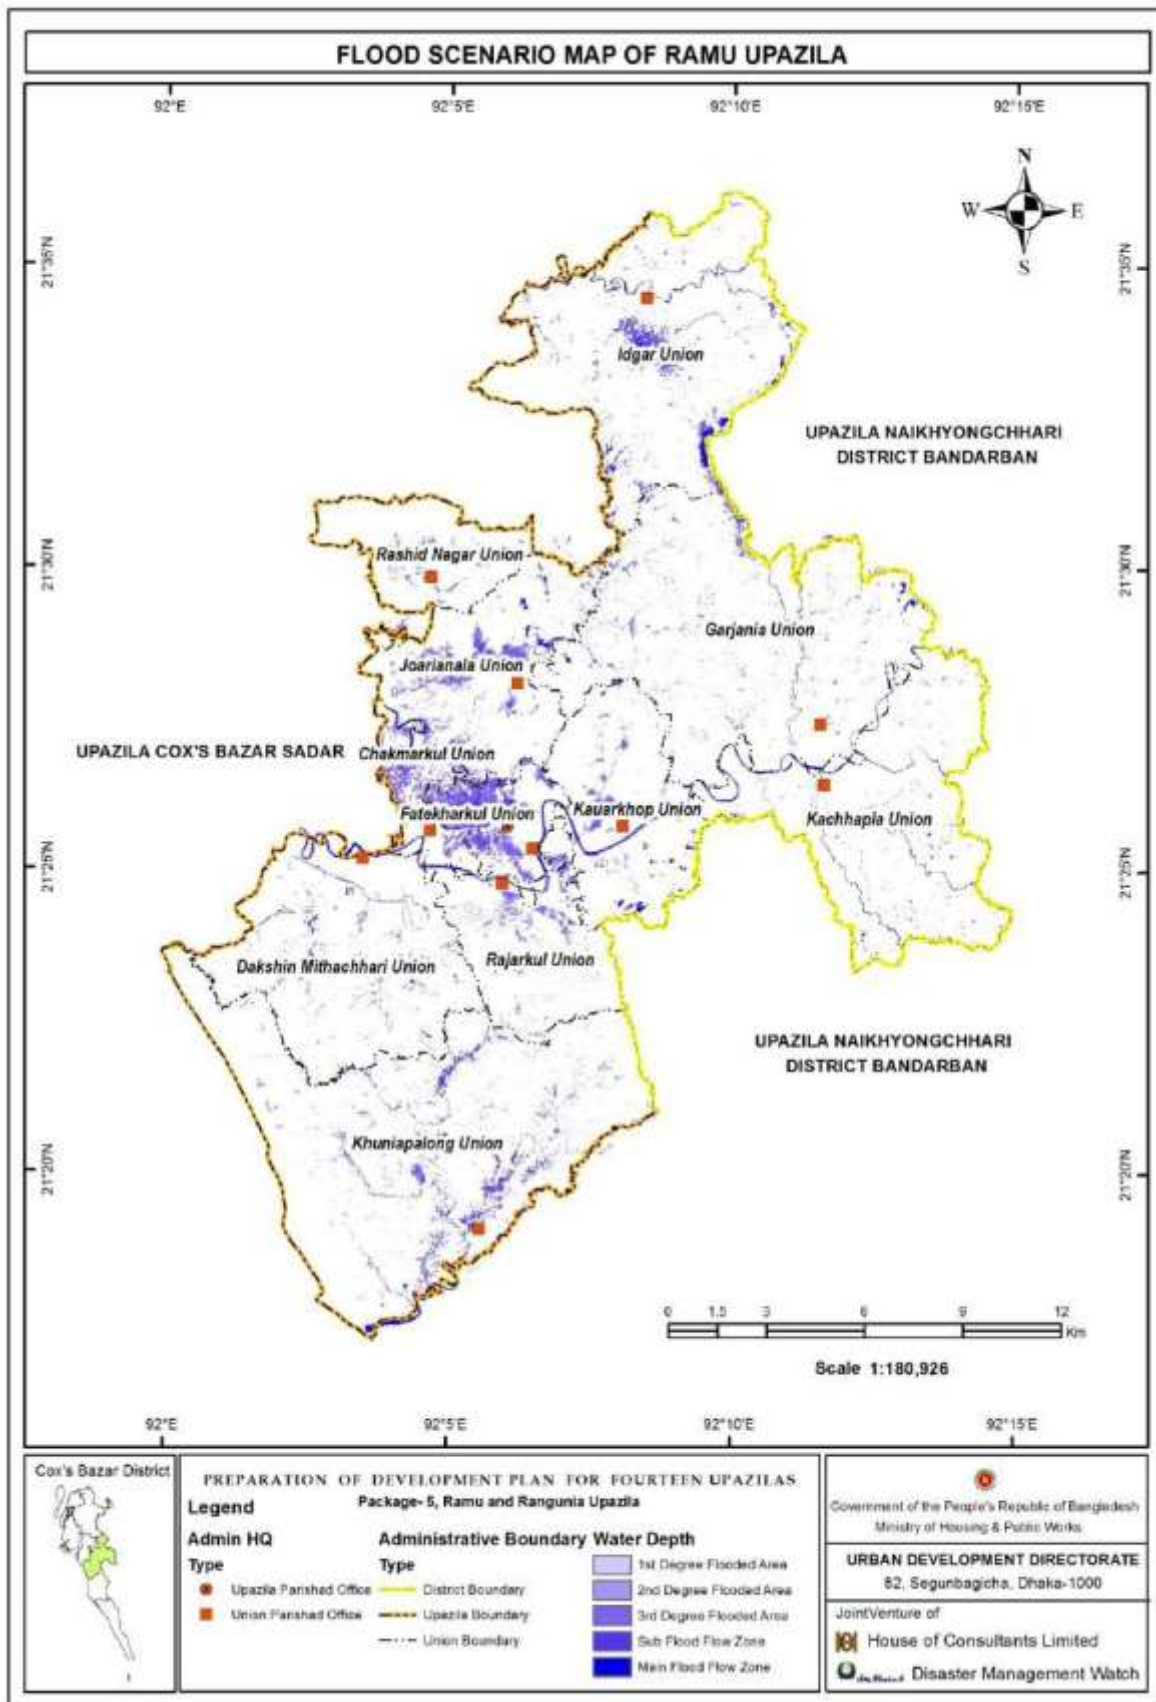 FLOOD SCENARIO MAP OF RAMU UPAZILA
92°E 92°5'E 92°10'E 92°15'E
N
W E
S
21°35'N 21°35'N
Idgar Union
UPAZILA NAIKHYONGCHHARI
DISTRICT BANDARBAN
Rashid Nagar Union
21°30'N 21°30'N
Garjania Union
Joarianala Union
UPAZILA COX'S BAZAR SADAR
Chakmarkul Union
Fatekharkul Union
Kauarkhop Union
Kachhapia Union
21°25'N 21°25'N
Dakshin Mithachhari Union
Rajarkul Union
UPAZILA NAIKHYONGCHHARI
DISTRICT BANDARBAN
Khuniapalong Union
21°20'N 21°20'N
0 1.5 3 6 9 12
Km
Scale 1:180,926
92°E 92°5'E 92°10'E 92°15'E
Cox's Bazar District
PREPARATION OF DEVELOPMENT PLAN FOR FOURTEEN UPAZILAS
Package- 5, Ramu and Rangunia Upazila
Legend
Admin HQ
Type
Upazila Parishad Office
Union Parishad Office
Administrative Boundary
Type
District Boundary
Upazila Boundary
Union Boundary
Water Depth
1st Degree Flooded Area
2nd Degree Flooded Area
3rd Degree Flooded Area
Sub Flood Flow Zone
Main Flood Flow Zone
Government of the People's Republic of Bangladesh
Ministry of Housing & Public Works
URBAN DEVELOPMENT DIRECTORATE
82, Segunbagicha, Dhaka-1000
JointVenture of
House of Consultants Limited
Disaster Management Watch